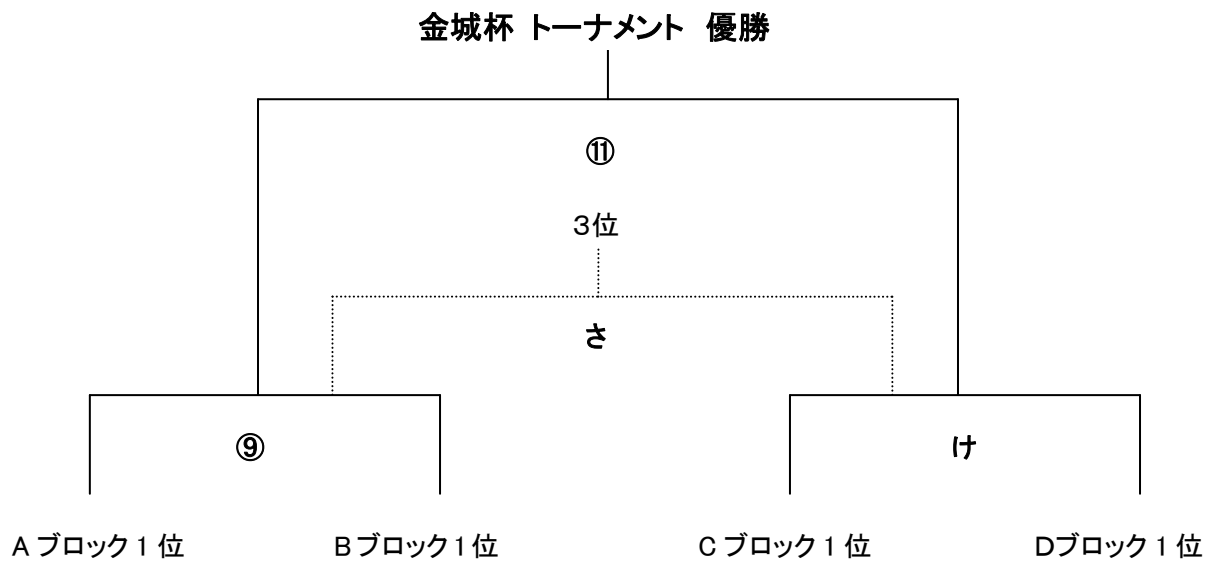 金城杯 トーナメント 優勝
⑪
３位
さ
⑨
け
A ブロック 1 位
B ブロック 1 位
C ブロック 1 位
Dブロック 1 位